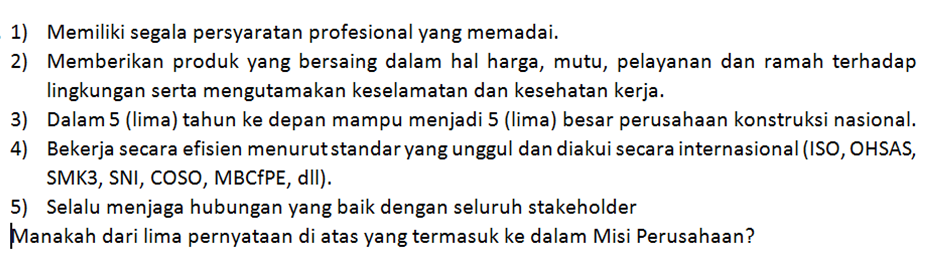 1) Memiliki segala persyaratan profesional yang memadai.
2) Memberikan produk yang bersaing dalam hal harga, mutu, pelayanan dan ramah terhadap
lingkungan serta mengutamakan keselamatan dan kesehatan kerja.
3) Dalam 5 (lima) tahun ke depan mampu menjadi 5 (lima) besar perusahaan konstruksi nasional.
4) Bekerja secara efisien menurut standar yang unggul dan diakui secara internasional (ISO, OHSAS,
SMK3, SNI, COSO, MBCfPE, dll).
5) Selalu menjaga hubungan yang baik dengan seluruh stakeholder
Manakah dari lima pernyataan di atas yang termasuk ke dalam Misi Perusahaan?